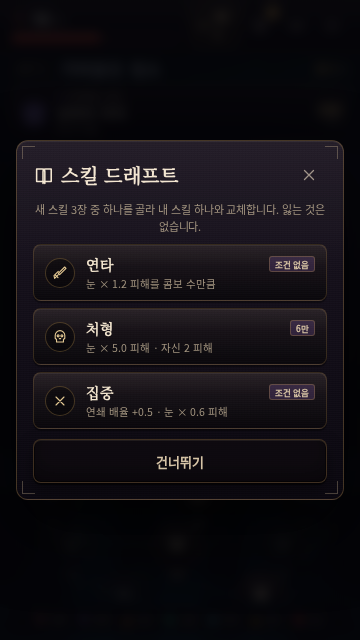 스킬 드래프트
새 스킬 3장 중 하나를 골라 내 스킬 하나와 교체합니다. 잃는 것은
없습니다.
연타
조건 없음
눈 × 1.2 피해를 콤보 수만큼
처형
6만
눈 × 5.0 피해 · 자신 2 피해
집중
조건 없음
연쇄 배율 +0.5 · 눈 × 0.6 피해
건너뛰기